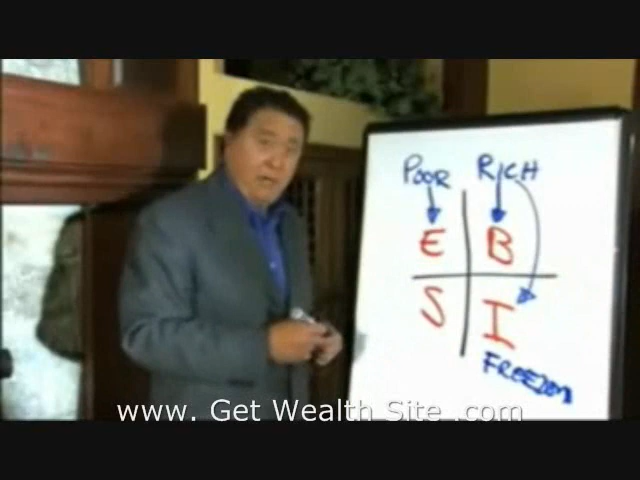 POOR RICH
E B
S I
FREEDOM
www. Get Wealth Site .com